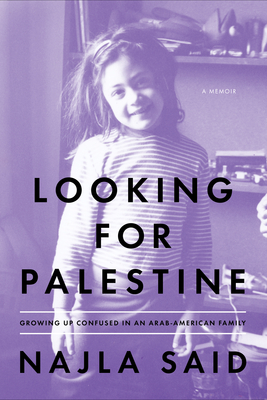 A MEMOIR
LOOKING
FOR
PALESTINE
GROWING UP CONFUSED IN AN ARAB-AMERICAN FAMILY
NAJLA SAID